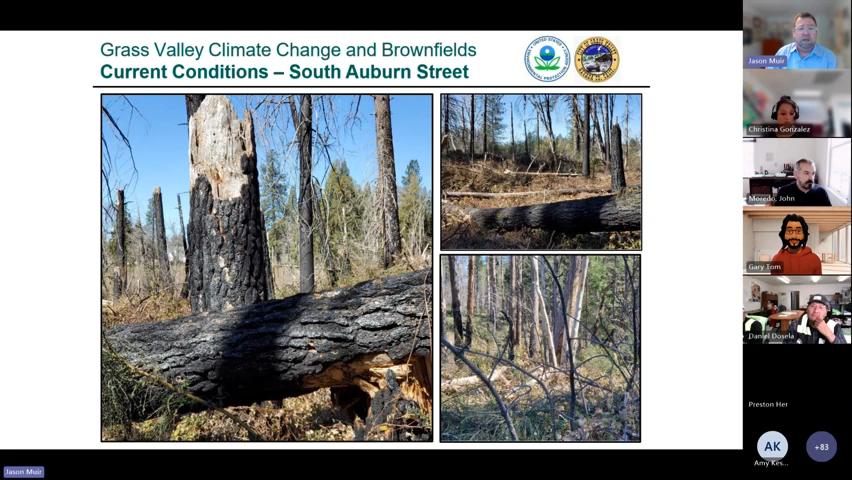 Grass Valley Climate Change and Brownfields
Current Conditions – South Auburn Street
Jason Muir
Christina Gonzalez
Moredo, John
Gary Tom
Daniel Dosela
Preston Her
AK
+83
Amy Kes...
Jason Muir